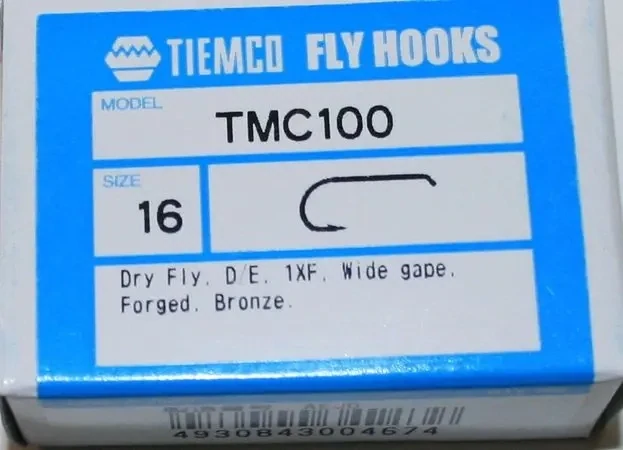 TIEMCO FLY HOOKS
MODEL
TMC100
SIZE
16
Dry Fly, D/E, 1XF, Wide gape,
Forged, Bronze.
4930843004674